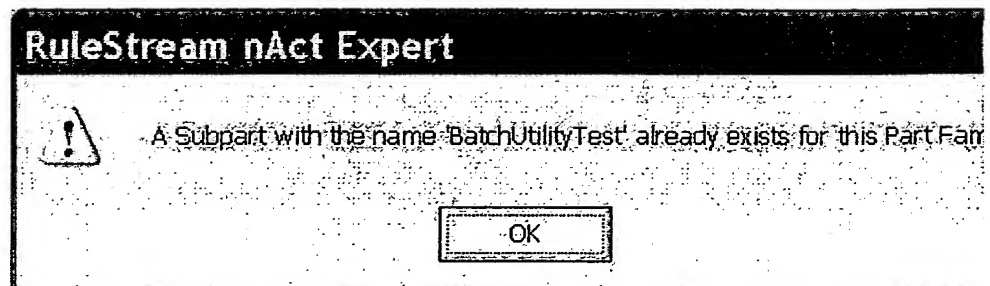 RuleStream nAct Expert
A Subpart with the name 'BatchUtilityTest' already exists for this Part Fam
OK